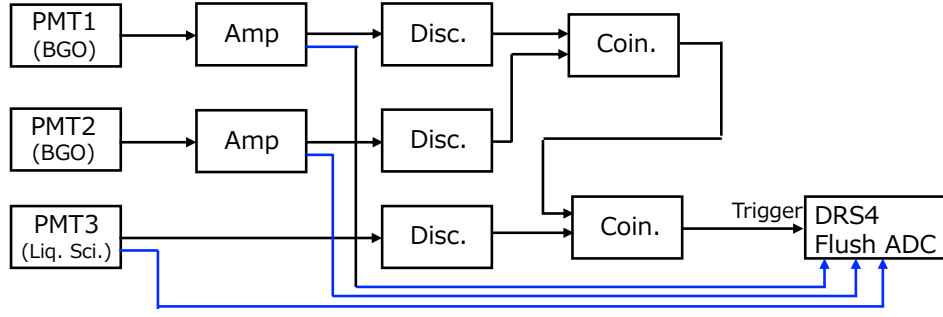 PMT1
(BGO)
Amp
Disc.
Coin.
PMT2
(BGO)
Amp
Disc.
PMT3
(Liq. Sci.)
Disc.
Coin.
Trigger
DRS4
Flush ADC